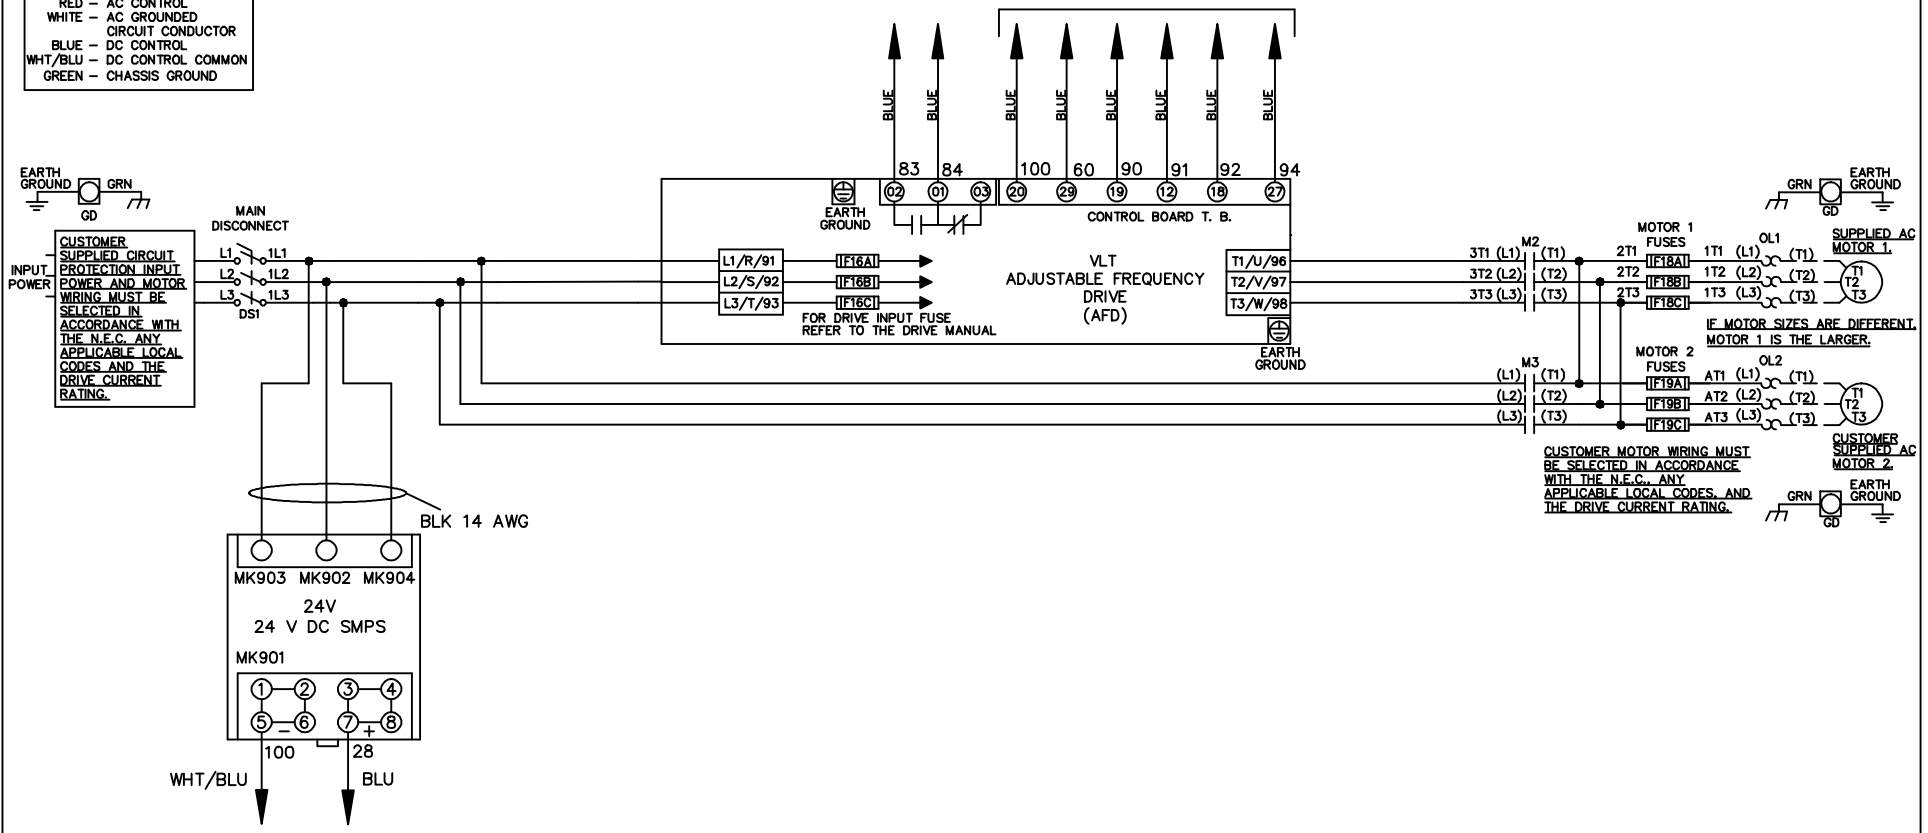 RED – AC CONTROL
WHITE – AC GROUNDED
CIRCUIT CONDUCTOR
BLUE – DC CONTROL
WHT/BLU – DC CONTROL COMMON
GREEN – CHASSIS GROUND
BLUE
BLUE
BLUE
BLUE
BLUE
BLUE
BLUE
BLUE
83
84
100
60
90
91
92
94
02
01
03
20
29
19
12
18
27
EARTH
GROUND
CONTROL BOARD T. B.
EARTH
GROUND
GRN
GD
MAIN
DISCONNECT
INPUT
POWER
CUSTOMER
SUPPLIED CIRCUIT
PROTECTION INPUT
POWER AND MOTOR
WIRING MUST BE
SELECTED IN
ACCORDANCE WITH
THE N.E.C. ANY
APPLICABLE LOCAL
CODES AND THE
DRIVE CURRENT
RATING.
L1
1L1
L2
1L2
L3
1L3
DS1
L1/R/91
L2/S/92
L3/T/93
F16A
F16B
F16C
FOR DRIVE INPUT FUSE
REFER TO THE DRIVE MANUAL
VLT
ADJUSTABLE FREQUENCY
DRIVE
(AFD)
T1/U/96
T2/V/97
T3/W/98
EARTH
GROUND
M2
3T1 (L1) (T1)
3T2 (L2) (T2)
3T3 (L3) (T3)
MOTOR 1
FUSES
2T1
F18A
1T1 (L1)
2T2
F18B
1T2 (L2)
2T3
F18C
1T3 (L3)
OL1
(T1)
(T2)
(T3)
GRN
GD
EARTH
GROUND
SUPPLIED AC
MOTOR 1.
T1
T2
T3
IF MOTOR SIZES ARE DIFFERENT,
MOTOR 1 IS THE LARGER.
M3
(L1) (T1)
(L2) (T2)
(L3) (T3)
MOTOR 2
FUSES
F19A
AT1 (L1)
F19B
AT2 (L2)
F19C
AT3 (L3)
OL2
(T1)
(T2)
(T3)
T1
T2
T3
CUSTOMER
SUPPLIED AC
MOTOR 2.
CUSTOMER MOTOR WIRING MUST
BE SELECTED IN ACCORDANCE
WITH THE N.E.C., ANY
APPLICABLE LOCAL CODES, AND
THE DRIVE CURRENT RATING.
GRN
GD
EARTH
GROUND
BLK 14 AWG
MK903 MK902 MK904
24V
24 V DC SMPS
MK901
1 2 3 4
5 6 7 8
– +
100
28
WHT/BLU
BLU